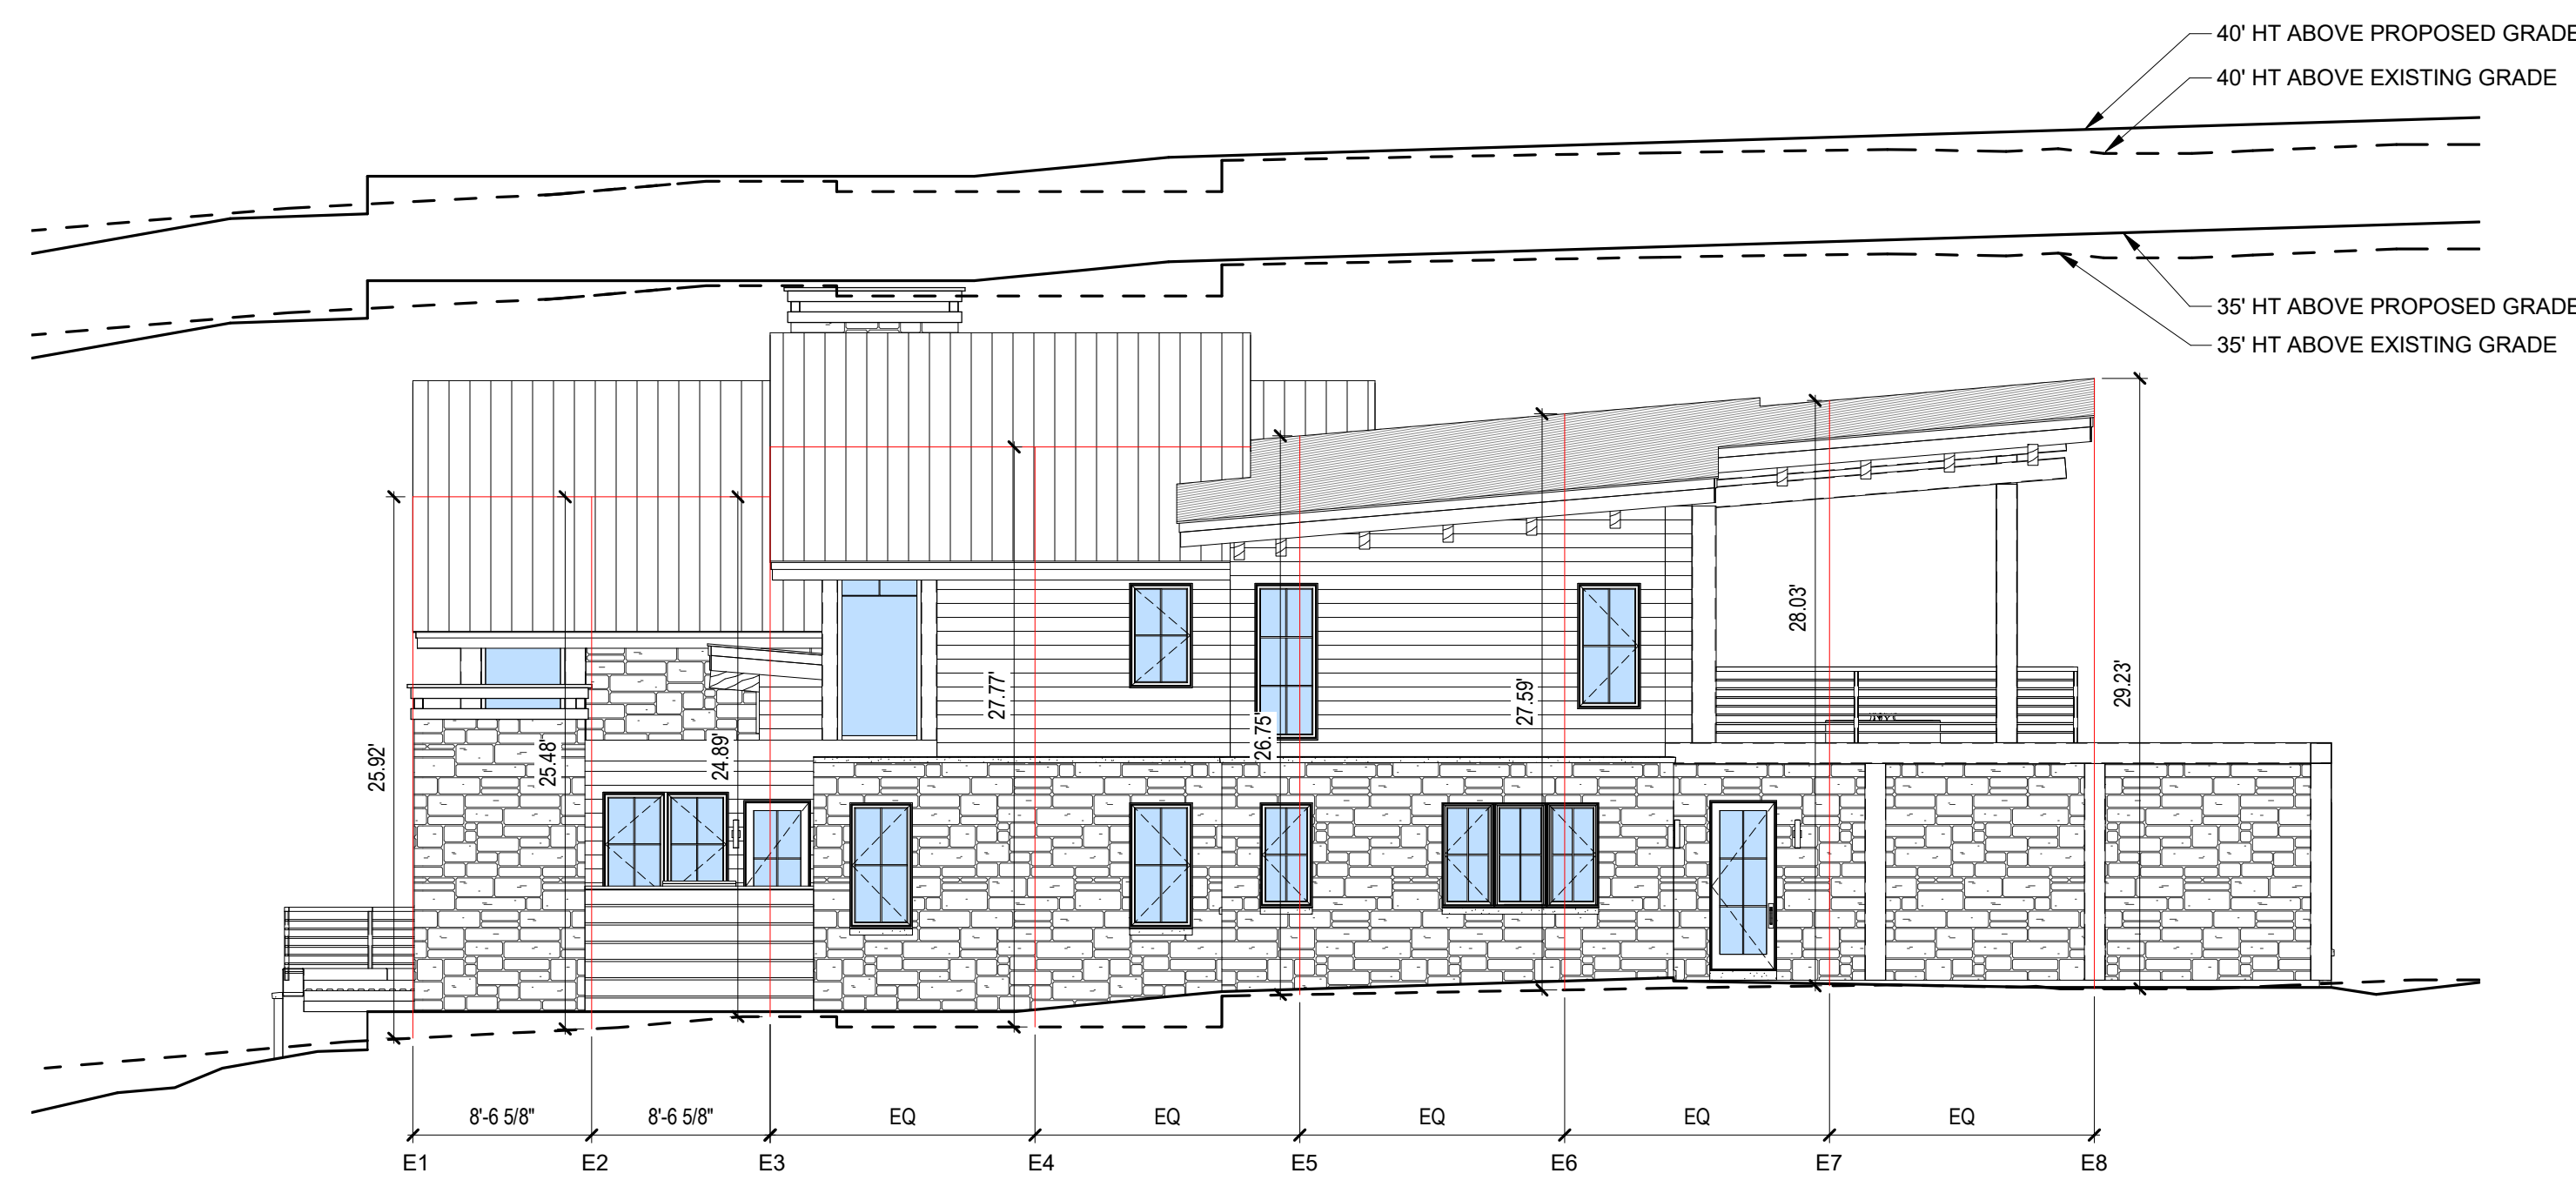 40' HT ABOVE PROPOSED GRADE
40' HT ABOVE EXISTING GRADE
35' HT ABOVE PROPOSED GRADE
35' HT ABOVE EXISTING GRADE
25.92'
25.48'
24.89'
27.77'
26.75'
27.59'
28.03'
29.23'
8'-6 5/8" 8'-6 5/8" EQ EQ EQ EQ EQ
E1 E2 E3 E4 E5 E6 E7 E8